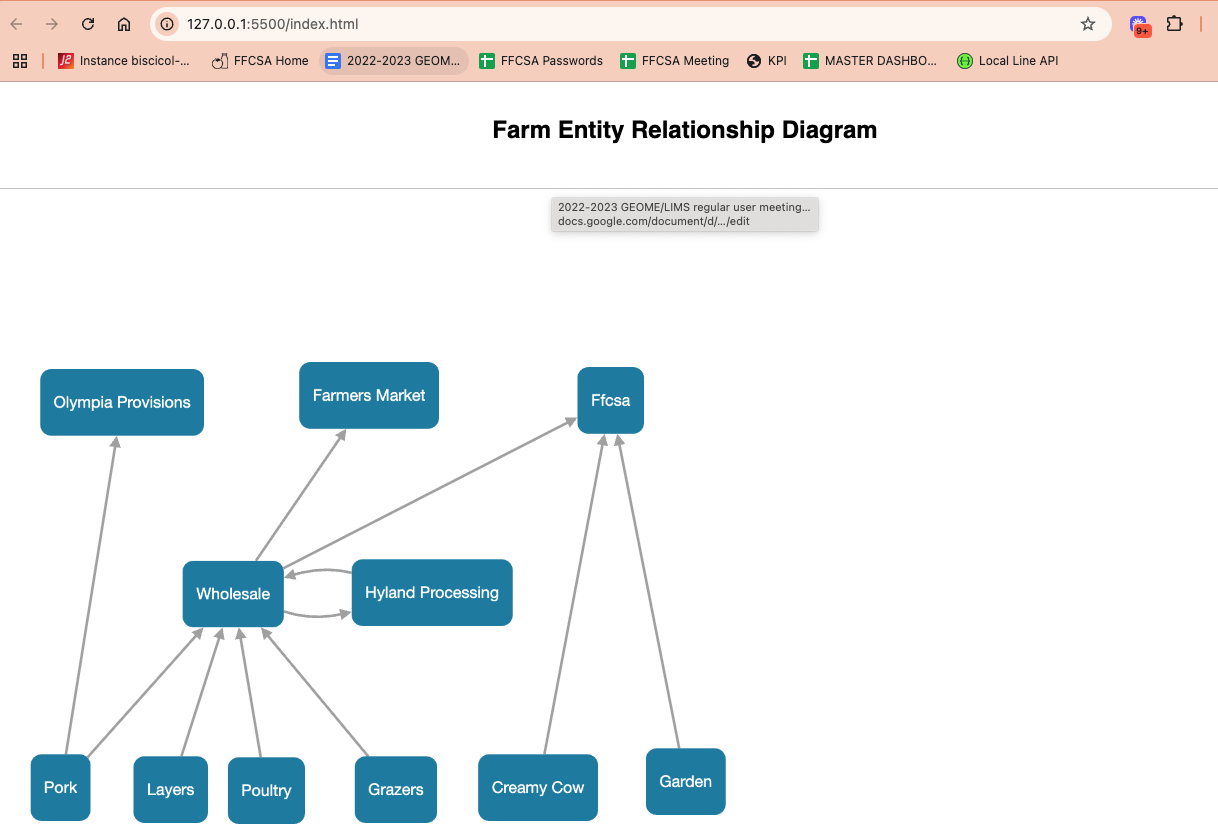 127.0.0.1:5500/index.html
9+
Instance biscicol-...
FFCSA Home
2022-2023 GEOM...
FFCSA Passwords
FFCSA Meeting
KPI
MASTER DASHBO...
Local Line API
Farm Entity Relationship Diagram
2022-2023 GEOME/LIMS regular user meeting...
docs.google.com/document/d/.../edit
Olympia Provisions
Farmers Market
Ffcsa
Wholesale
Hyland Processing
Pork
Layers
Poultry
Grazers
Creamy Cow
Garden